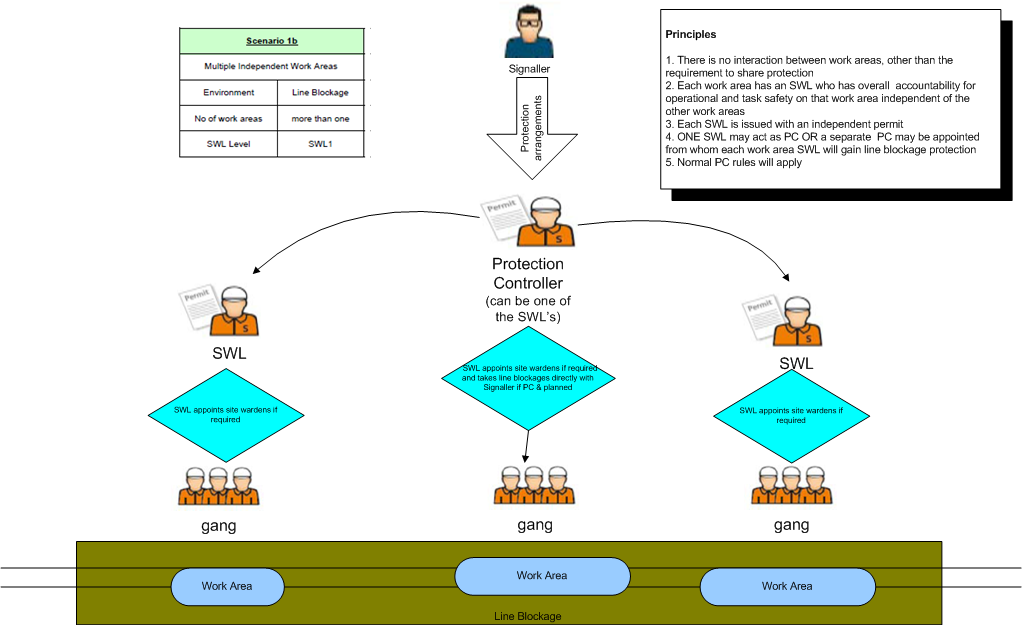 Scenario 1b
Multiple Independent Work Areas
Environment Line Blockage
No of work areas more than one
SWL Level SWL1
Signaller
Protection
arrangements
Principles
1. There is no interaction between work areas, other than the
requirement to share protection
2. Each work area has an SWL who has overall accountability for
operational and task safety on that work area independent of the
other work areas
3. Each SWL is issued with an independent permit
4. ONE SWL may act as PC OR a separate PC may be appointed
from whom each work area SWL will gain line blockage protection
5. Normal PC rules will apply
Permit
S
Protection
Controller
(can be one of
the SWL's)
Permit
S
SWL
Permit
S
SWL
SWL appoints site wardens if
required
SWL appoints site wardens if required
and takes line blockages directly with
Signaller if PC & planned
SWL appoints site wardens if
required
gang
gang
gang
Work Area
Work Area
Work Area
Line Blockage